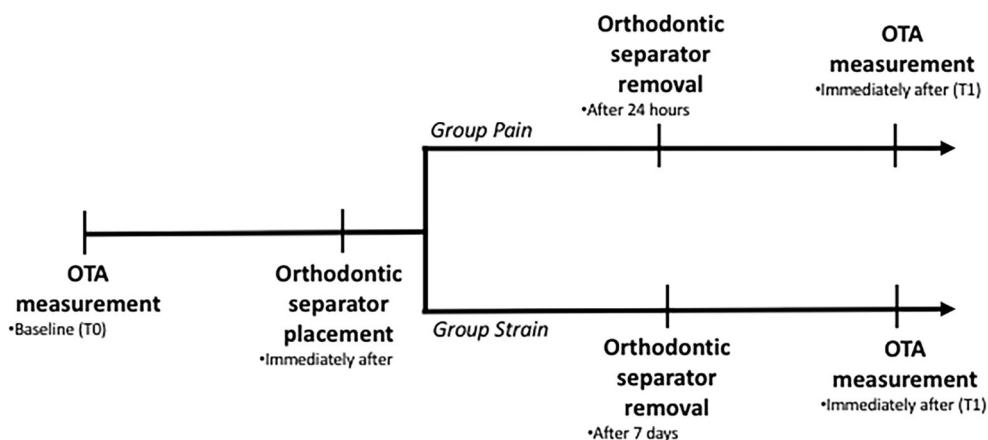 OTA
measurement
•Baseline (T0)
Orthodontic
separator
placement
•Immediately after
Group Pain
Orthodontic
separator
removal
•After 24 hours
OTA
measurement
•Immediately after (T1)
Group Strain
Orthodontic
separator
removal
•After 7 days
OTA
measurement
•Immediately after (T1)